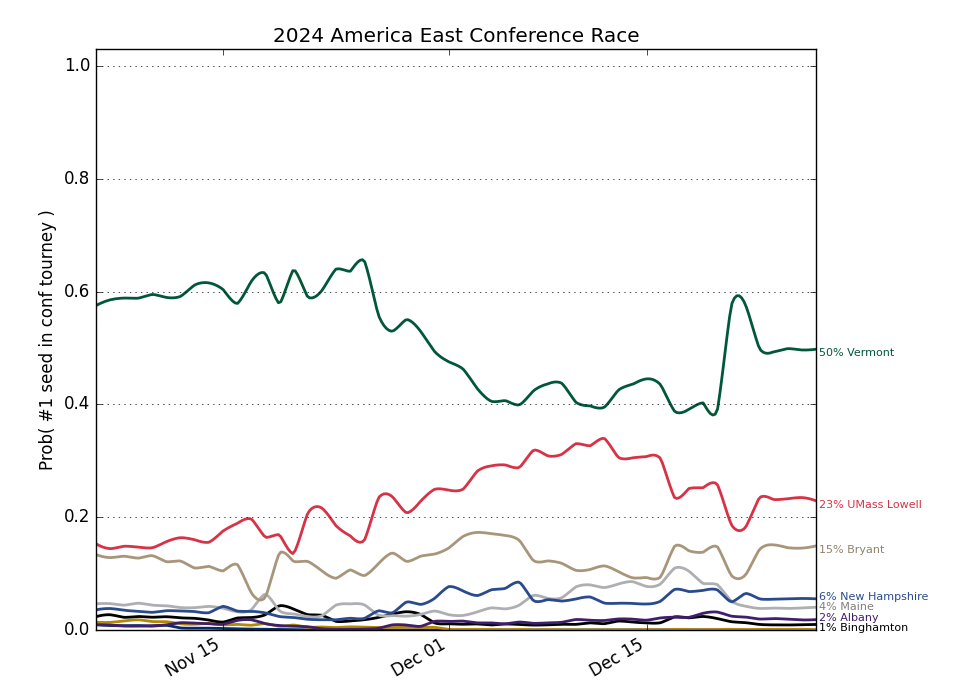 2024 America East Conference Race
Prob( #1 seed in conf tourney )
1.0
0.8
0.6
0.4
0.2
0.0
Nov 15
Dec 01
Dec 15
50% Vermont
23% UMass Lowell
15% Bryant
6% New Hampshire
4% Maine
2% Albany
1% Binghamton